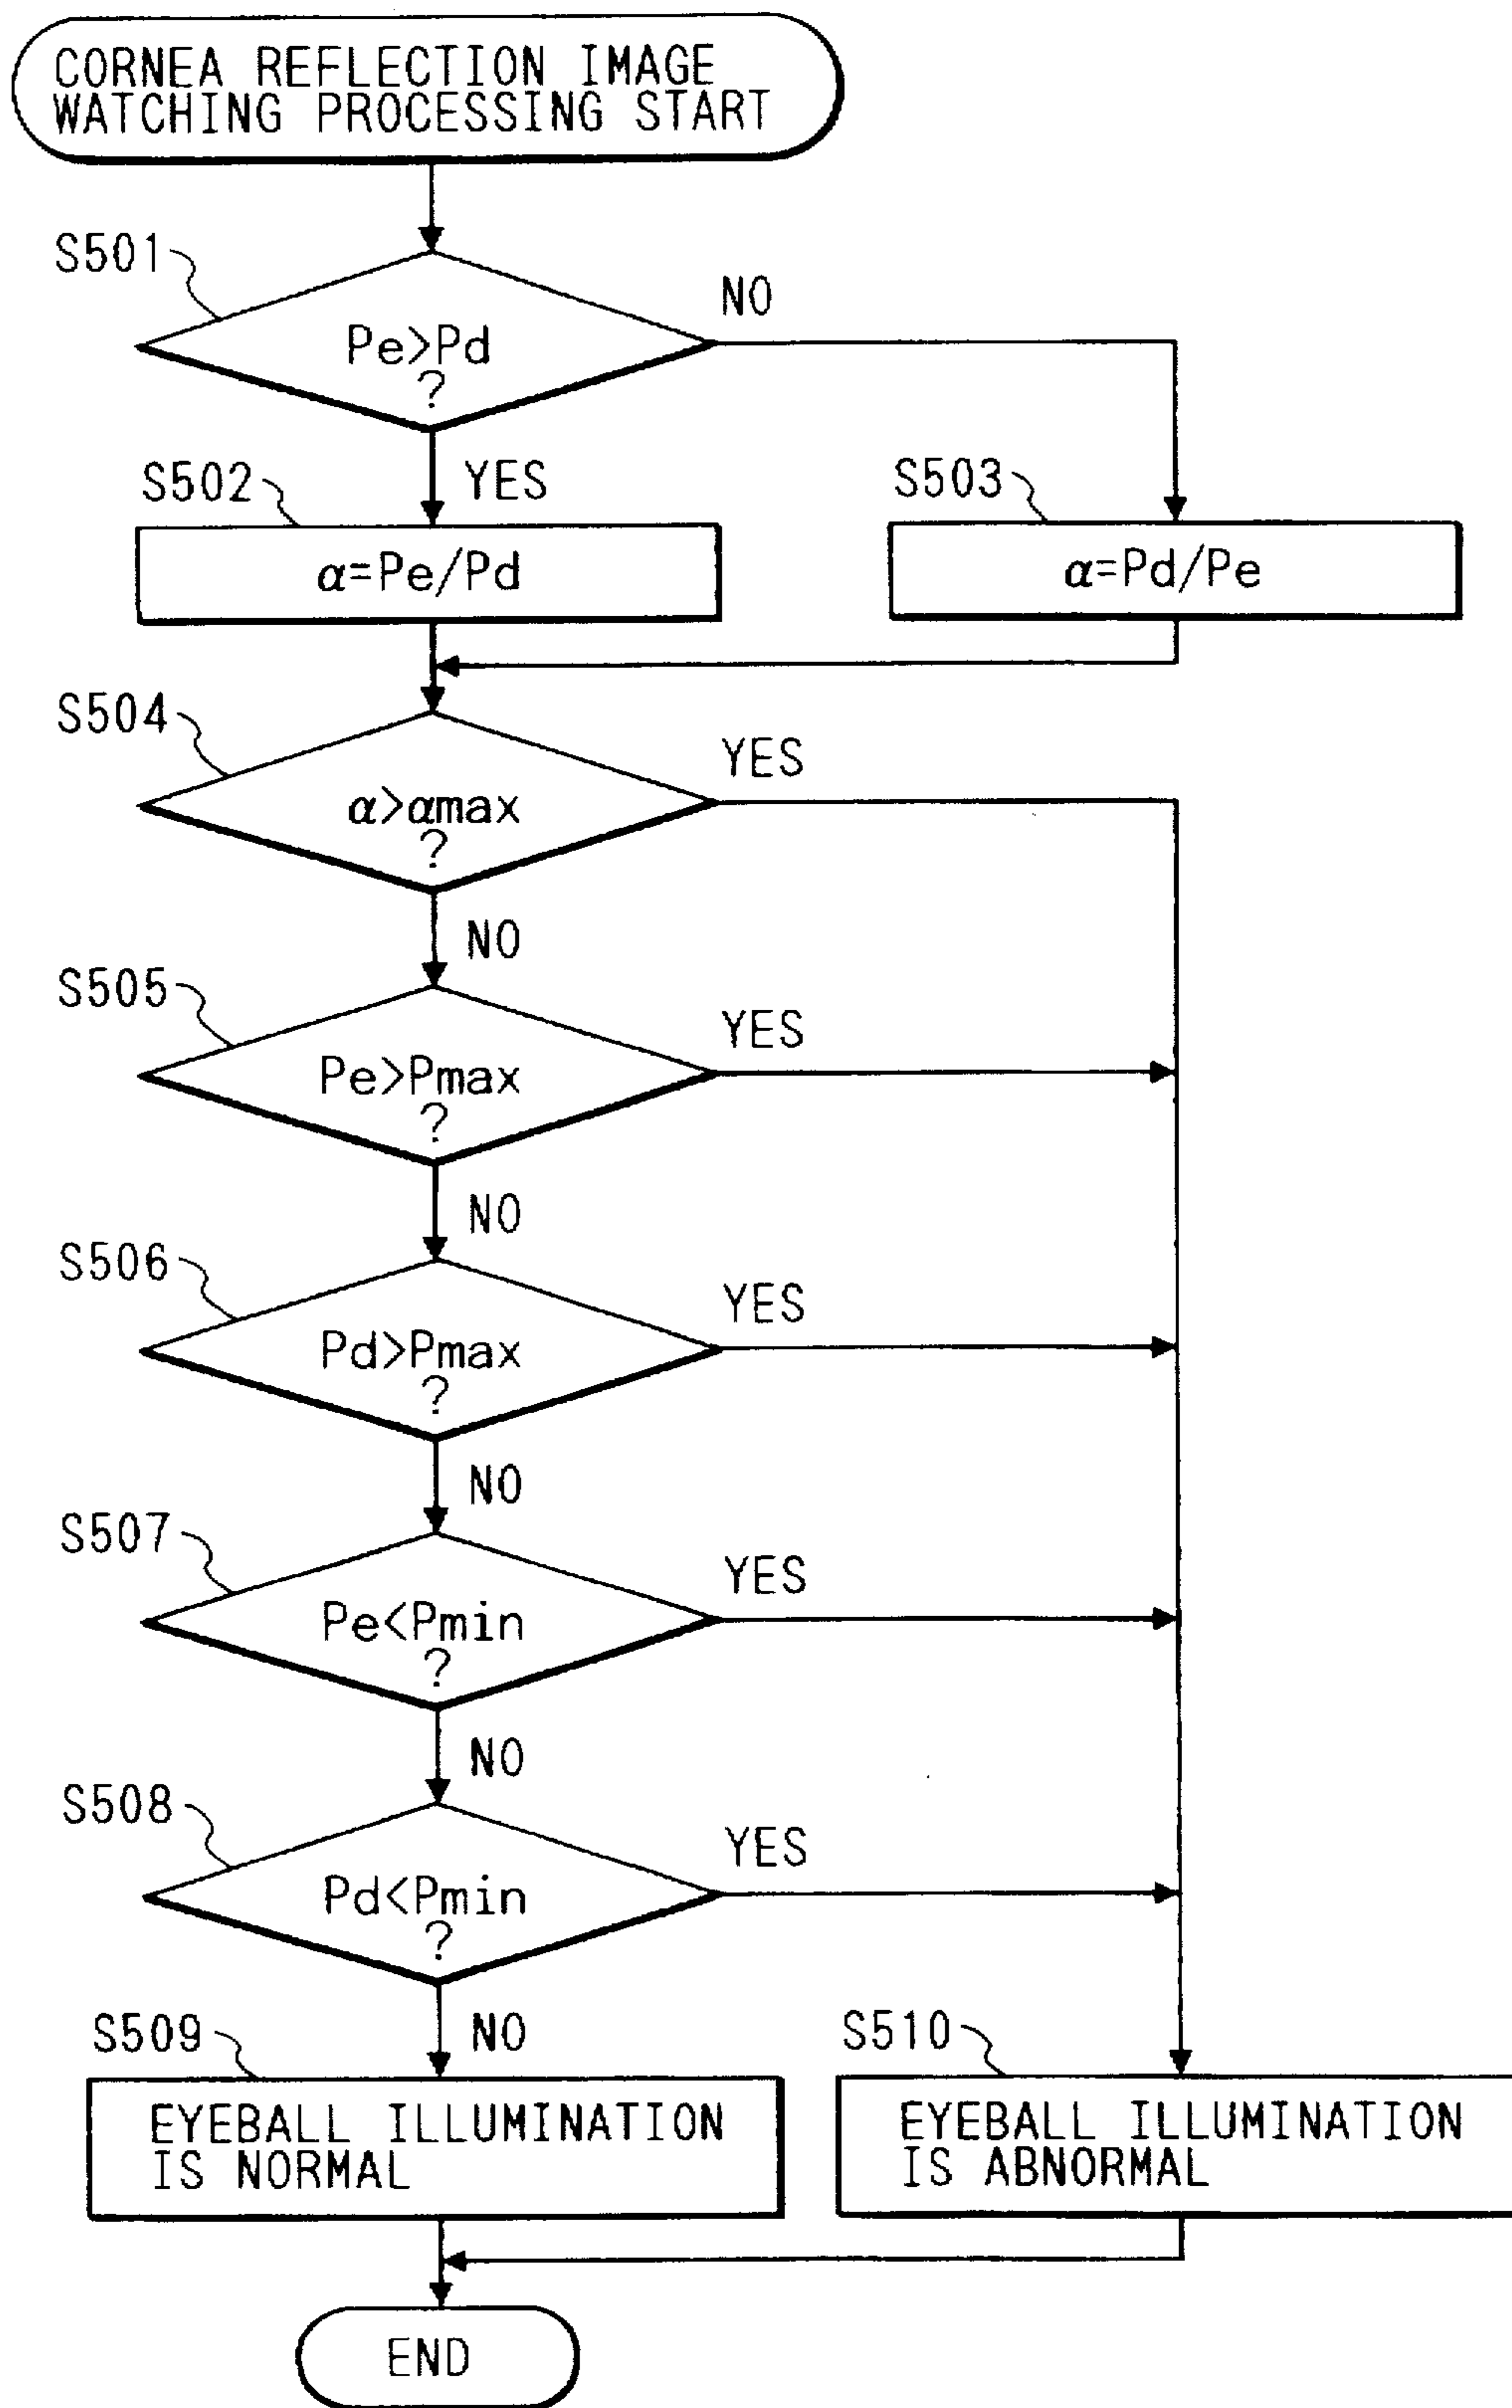 CORNEA REFLECTION IMAGE
WATCHING PROCESSING START
S501
NO
Pe>Pd
?
S502
YES
S503
α=Pe/Pd
α=Pd/Pe
S504
YES
α>αmax
?
NO
S505
YES
Pe>Pmax
?
NO
S506
YES
Pd>Pmax
?
NO
S507
YES
Pe<Pmin
?
NO
S508
YES
Pd<Pmin
?
NO
S509
S510
EYEBALL ILLUMINATION
IS NORMAL
EYEBALL ILLUMINATION
IS ABNORMAL
END